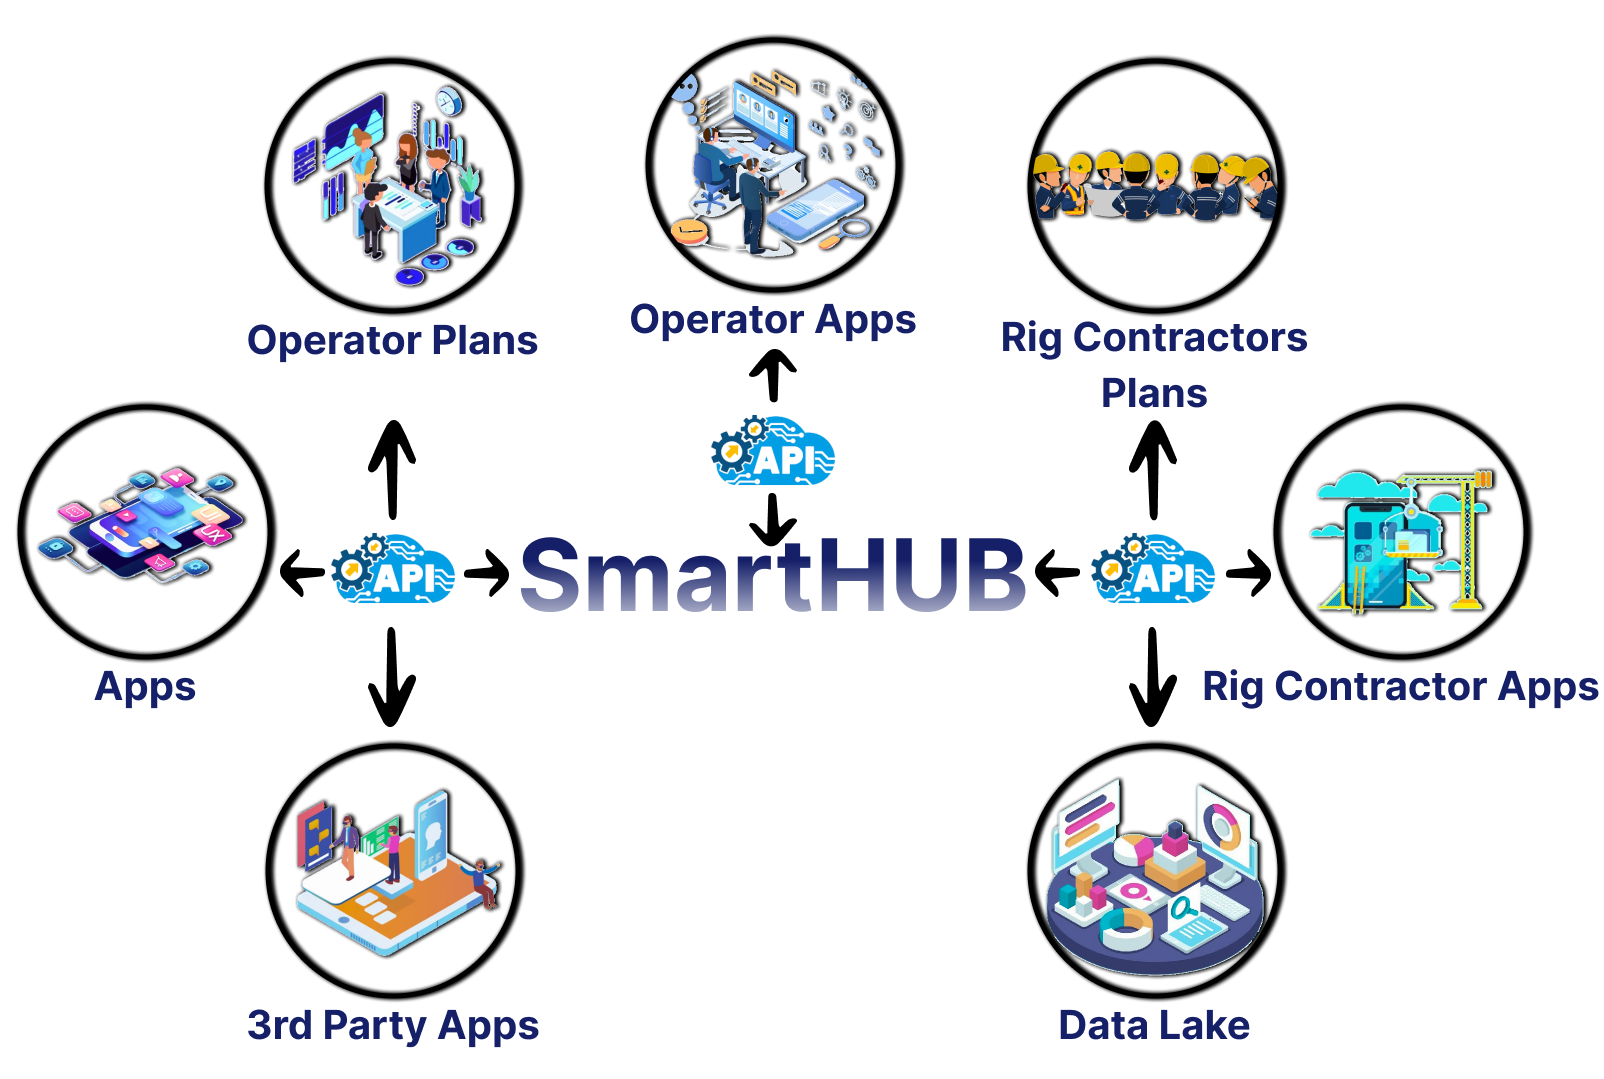 Operator Plans
Operator Apps
Rig Contractors
Plans
API
Apps
UX
API
SmartHUB
API
Rig Contractor Apps
3rd Party Apps
Data Lake